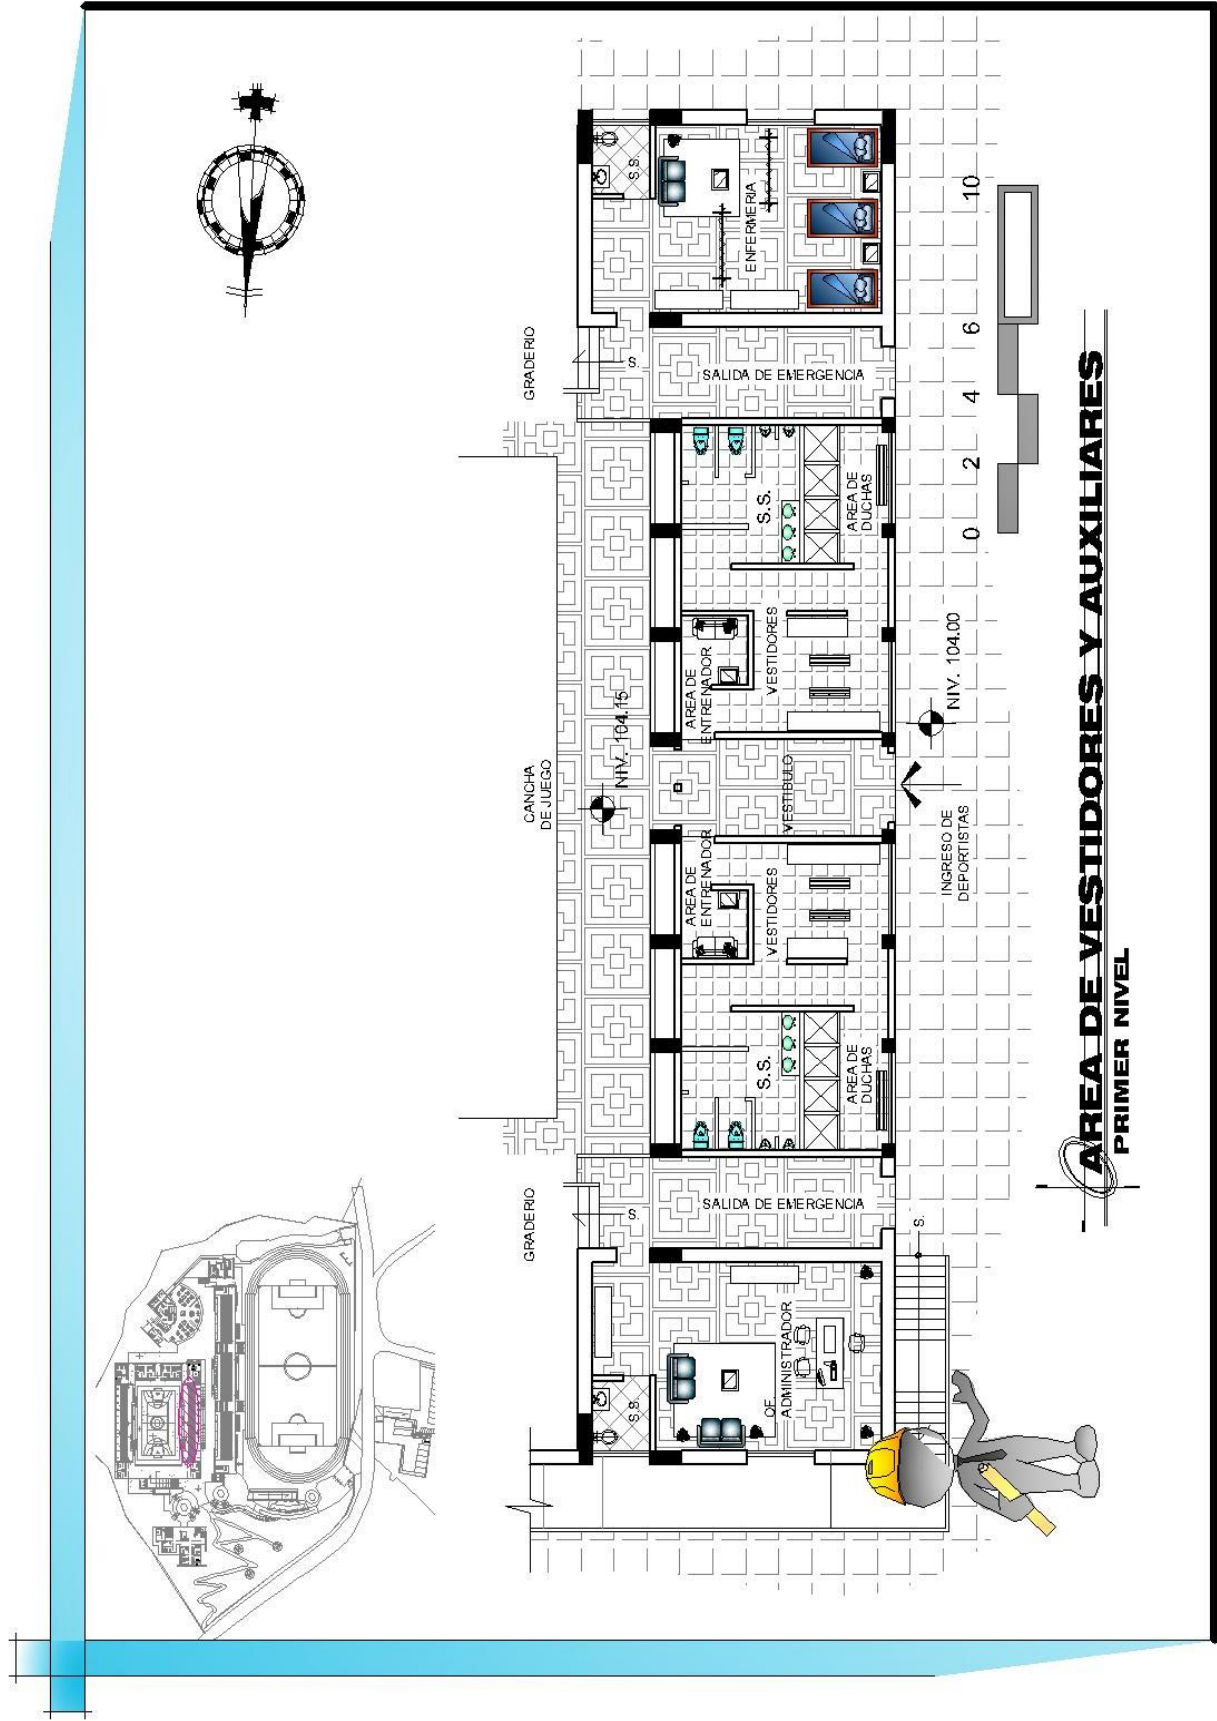 GRADERIO
GRADERIO
CANCHA
DE JUEGO
NIV. 104.15
S.
S.
S.S.
OF.
ADMINISTRADOR
SALIDA DE EMERGENCIA
S.S.
AREA DE
DUCHAS
AREA DE
ENTRENADOR
VESTIDORES
VESTIBULO
AREA DE
ENTRENADOR
VESTIDORES
S.S.
AREA DE
DUCHAS
SALIDA DE EMERGENCIA
S.S.
ENFERMERIA
S.
INGRESO DE
DEPORTISTAS
NIV. 104.00
0 2 4 6 10
AREA DE VESTIDORES Y AUXILIARES
PRIMER NIVEL